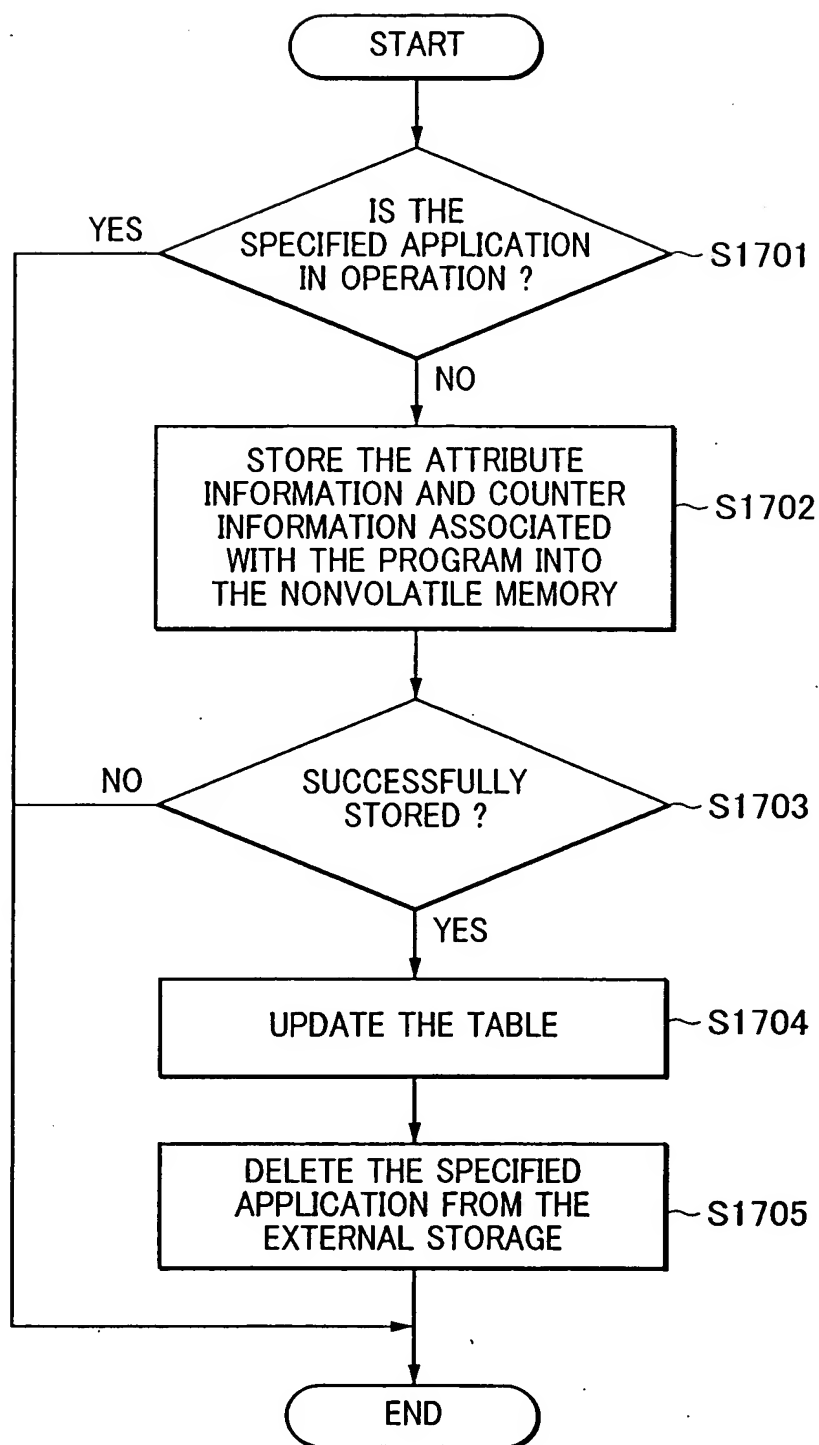 START
IS THE
SPECIFIED APPLICATION
IN OPERATION ?
YES
S1701
NO
STORE THE ATTRIBUTE
INFORMATION AND COUNTER
INFORMATION ASSOCIATED
WITH THE PROGRAM INTO
THE NONVOLATILE MEMORY
S1702
NO
SUCCESSFULLY
STORED ?
S1703
YES
UPDATE THE TABLE
S1704
DELETE THE SPECIFIED
APPLICATION FROM THE
EXTERNAL STORAGE
S1705
END